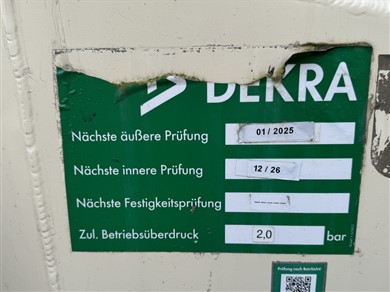 DEKRA
Nächste äußere Prüfung 01 / 2025
Nächste innere Prüfung 12 / 26
Nächste Festigkeitsprüfung -----
Zul. Betriebsüberdruck 2,0 bar